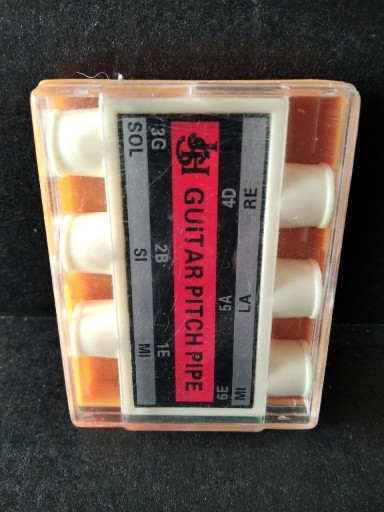 RE LA MI
4D 5A 6E
GUITAR PITCH PIPE
3G 2B 1E
SOL SI MI